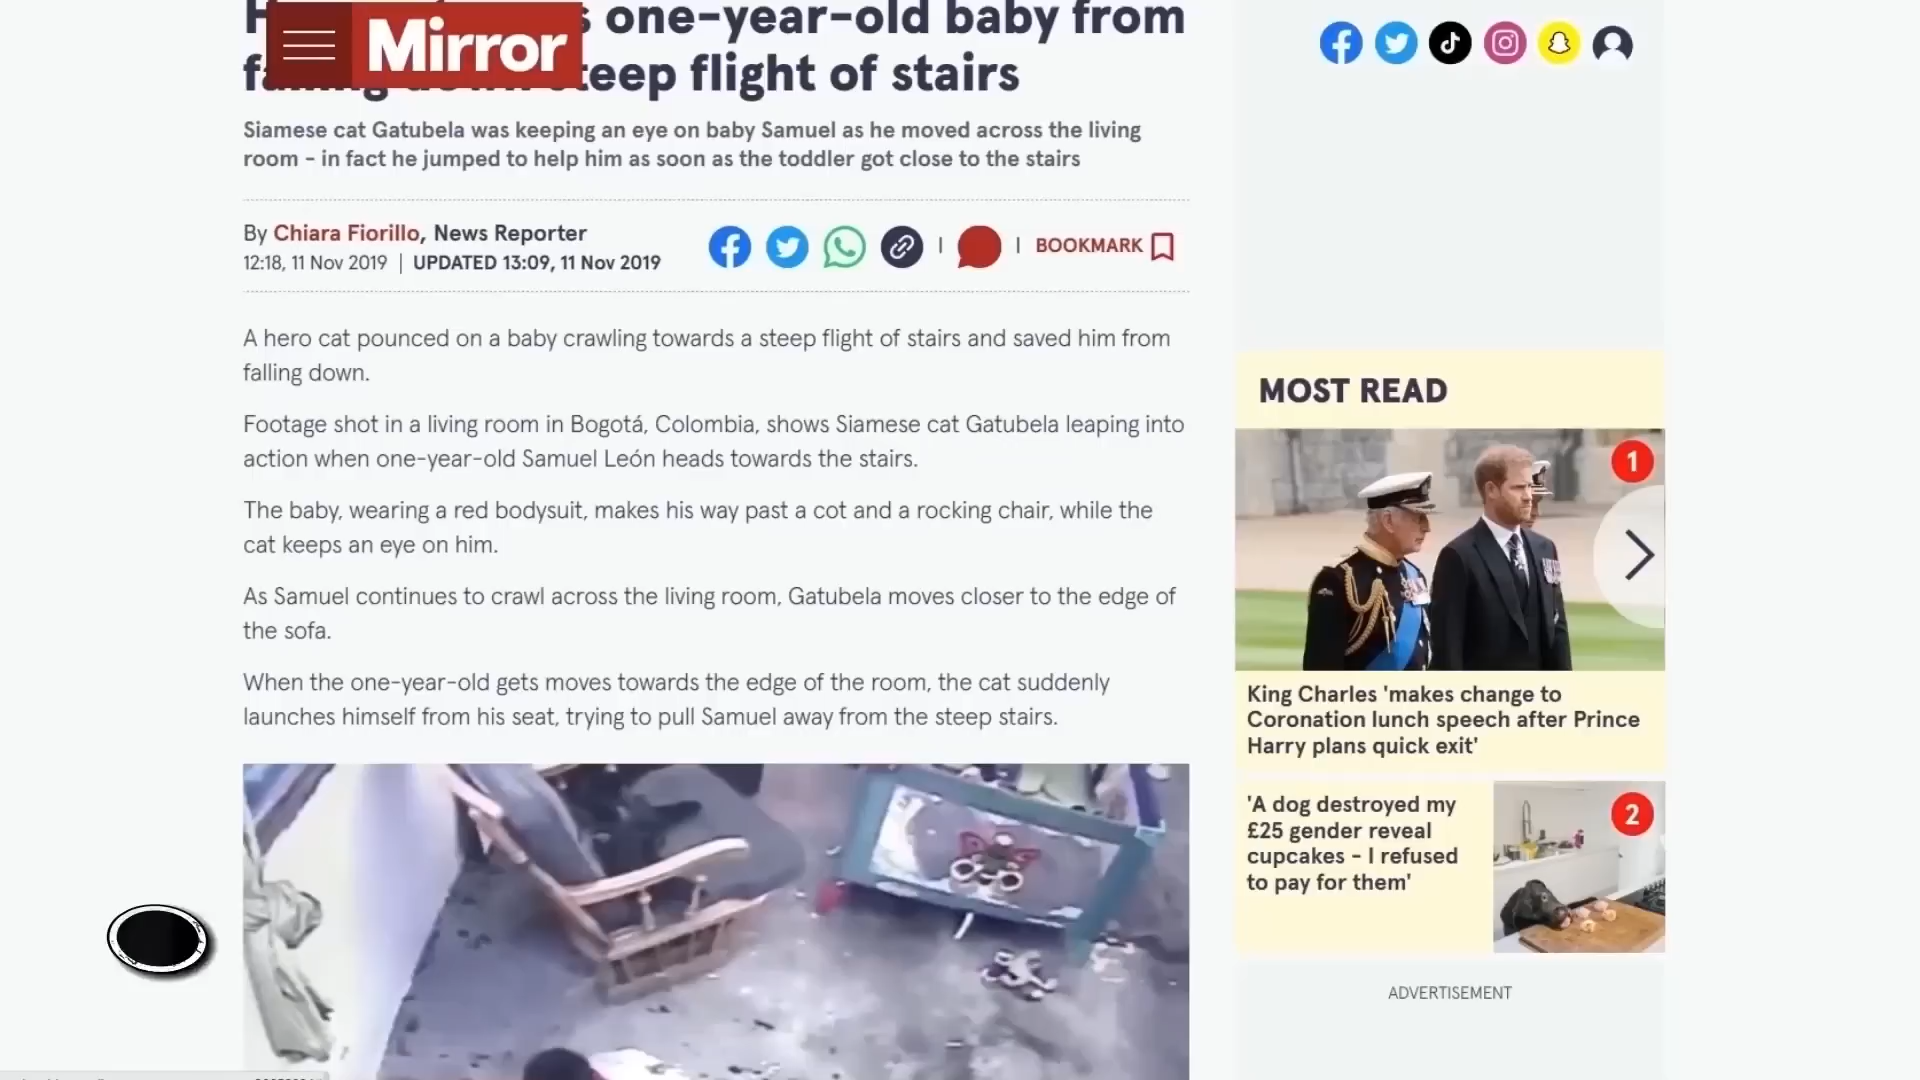 one-year-old baby from
steep flight of stairs
Mirror
Siamese cat Gatubela was keeping an eye on baby Samuel as he moved across the living
room - in fact he jumped to help him as soon as the toddler got close to the stairs
By Chiara Fiorillo, News Reporter
12:18, 11 Nov 2019 | UPDATED 13:09, 11 Nov 2019
BOOKMARK
A hero cat pounced on a baby crawling towards a steep flight of stairs and saved him from
falling down.
Footage shot in a living room in Bogotá, Colombia, shows Siamese cat Gatubela leaping into
action when one-year-old Samuel León heads towards the stairs.
The baby, wearing a red bodysuit, makes his way past a cot and a rocking chair, while the
cat keeps an eye on him.
As Samuel continues to crawl across the living room, Gatubela moves closer to the edge of
the sofa.
When the one-year-old gets moves towards the edge of the room, the cat suddenly
launches himself from his seat, trying to pull Samuel away from the steep stairs.
MOST READ
1
King Charles 'makes change to
Coronation lunch speech after Prince
Harry plans quick exit'
'A dog destroyed my
£25 gender reveal
cupcakes - I refused
to pay for them'
2
ADVERTISEMENT